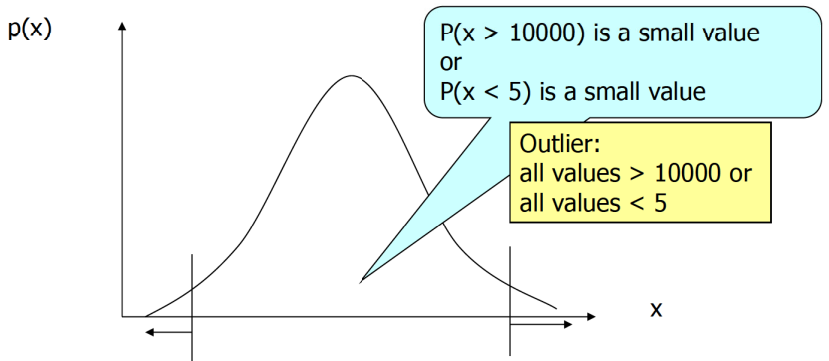 p(x)
P(x > 10000) is a small value
or
P(x < 5) is a small value
Outlier:
all values > 10000 or
all values < 5
x